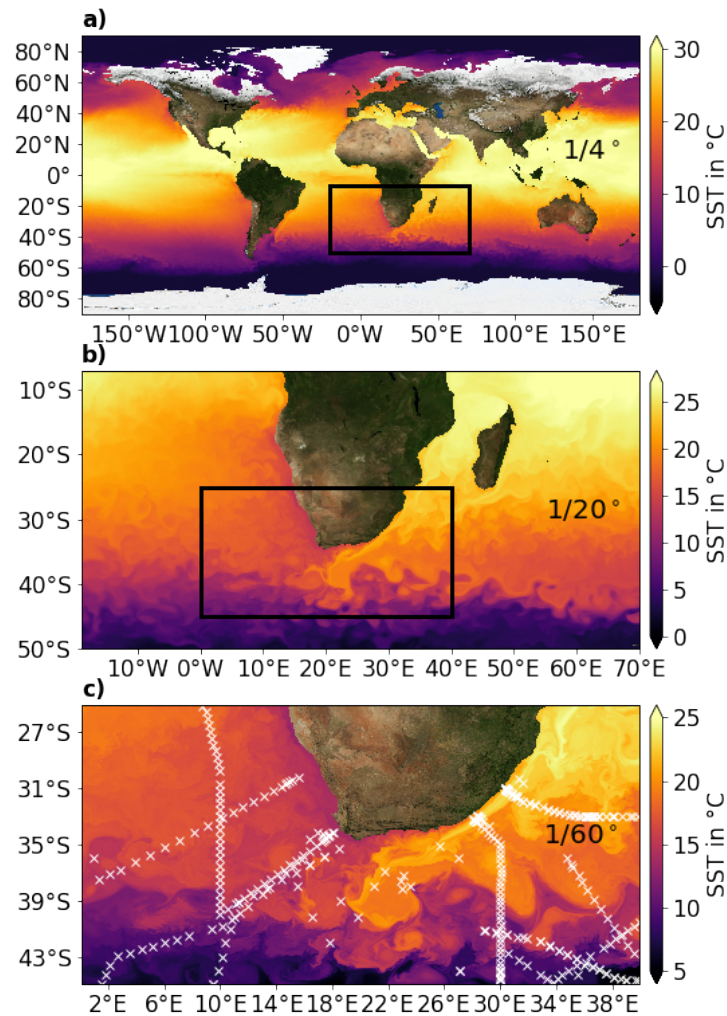 a)
80°N
60°N
40°N
20°N
0°
20°S
40°S
60°S
80°S
150°W 100°W 50°W 0°W 50°E 100°E 150°E
1/4°
30
20
10
0
SST in °C
b)
10°S
20°S
30°S
40°S
50°S
10°W 0°W 10°E 20°E 30°E 40°E 50°E 60°E 70°E
1/20°
25
20
15
10
5
0
SST in °C
c)
27°S
31°S
35°S
39°S
43°S
2°E 6°E 10°E 14°E 18°E 22°E 26°E 30°E 34°E 38°E
1/60°
25
20
15
10
5
SST in °C